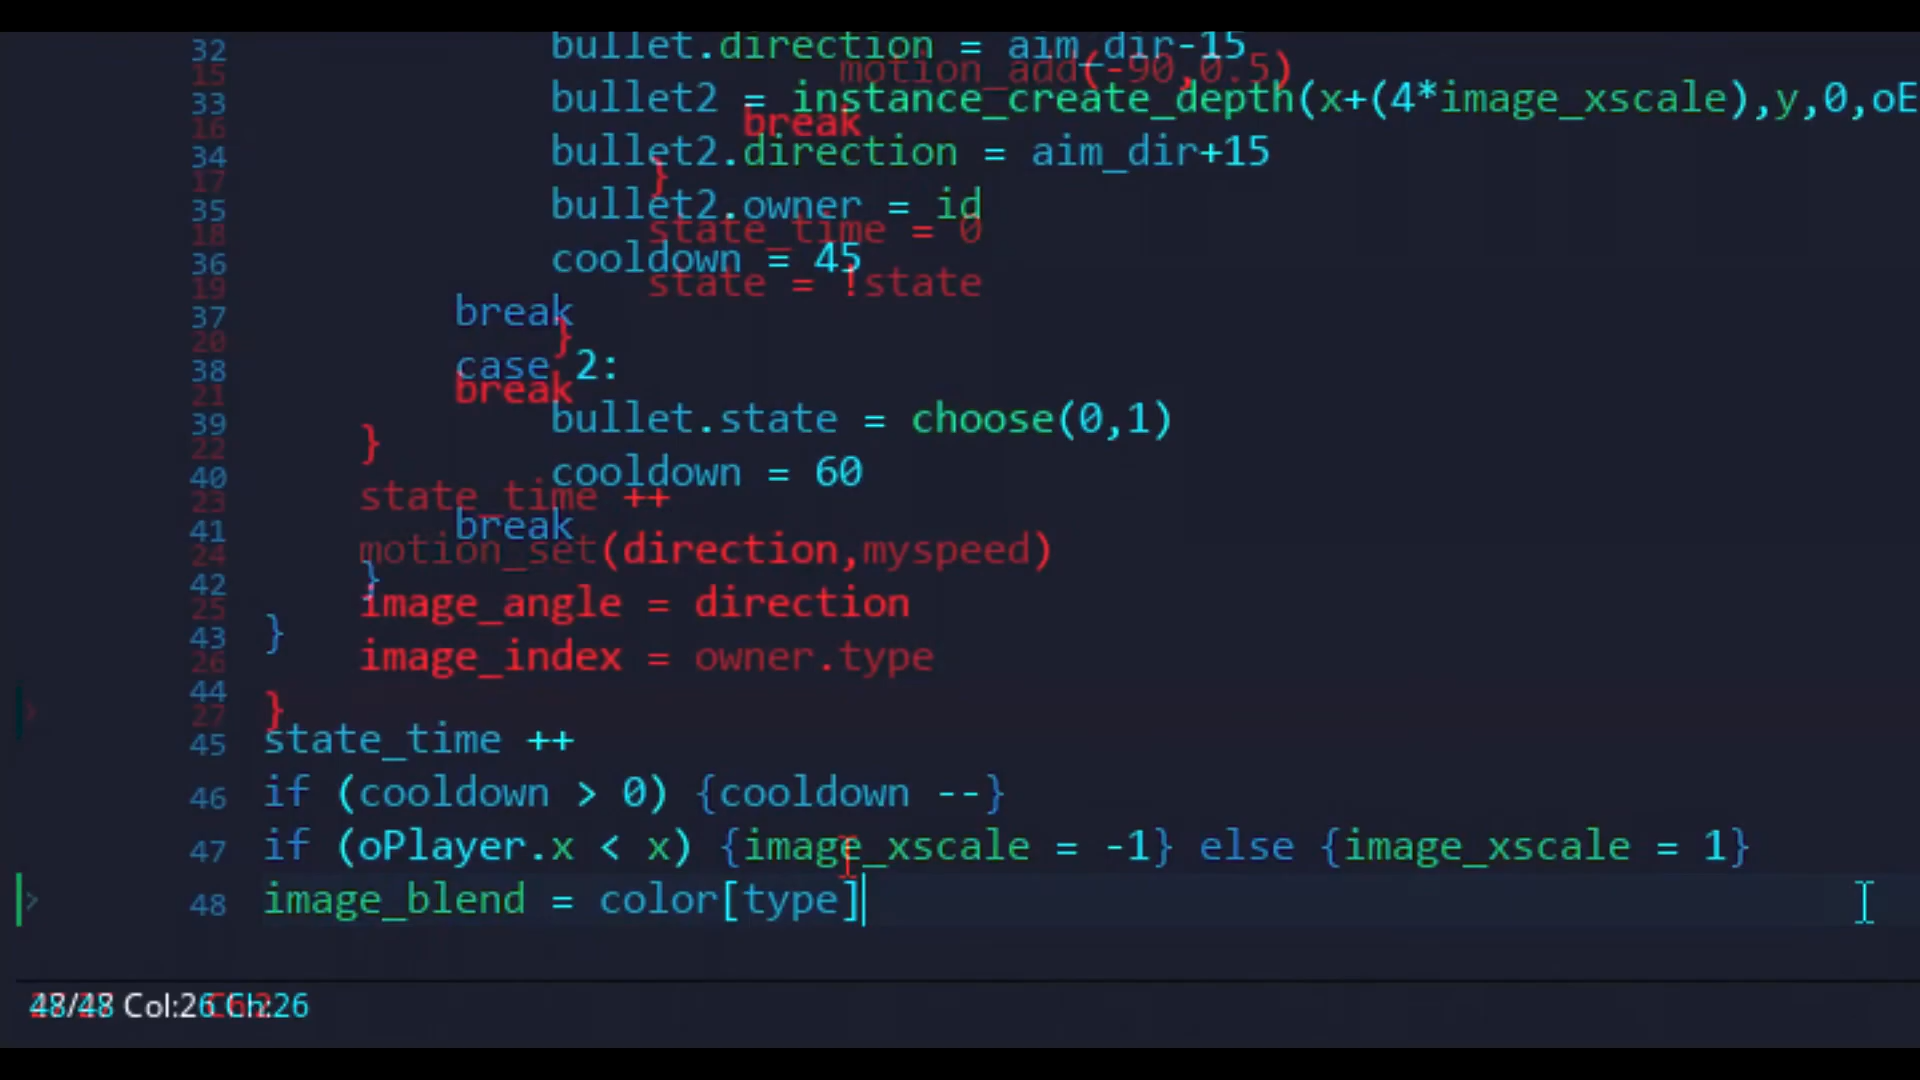 32 bullet.direction = aim_dir-15
15 motion_add(-90,0.5)
33 bullet2 = instance_create_depth(x+(4*image_xscale),y,0,oE
16 break
34 bullet2.direction = aim_dir+15
17 }
35 bullet2.owner = id
18 state_time = 0
36 cooldown = 45
19 state = !state
37 break
20 }
38 case 2:
21 break
39 bullet.state = choose(0,1)
22 }
40 cooldown = 60
23 state_time ++
41 break
24 motion_set(direction,myspeed)
42 }
25 image_angle = direction
43 }
26 image_index = owner.type
44
27 }
45 state_time ++
46 if (cooldown > 0) {cooldown --}
47 if (oPlayer.x < x) {image_xscale = -1} else {image_xscale = 1}
48 image_blend = color[type]
48/48 Col:26 Ch:26